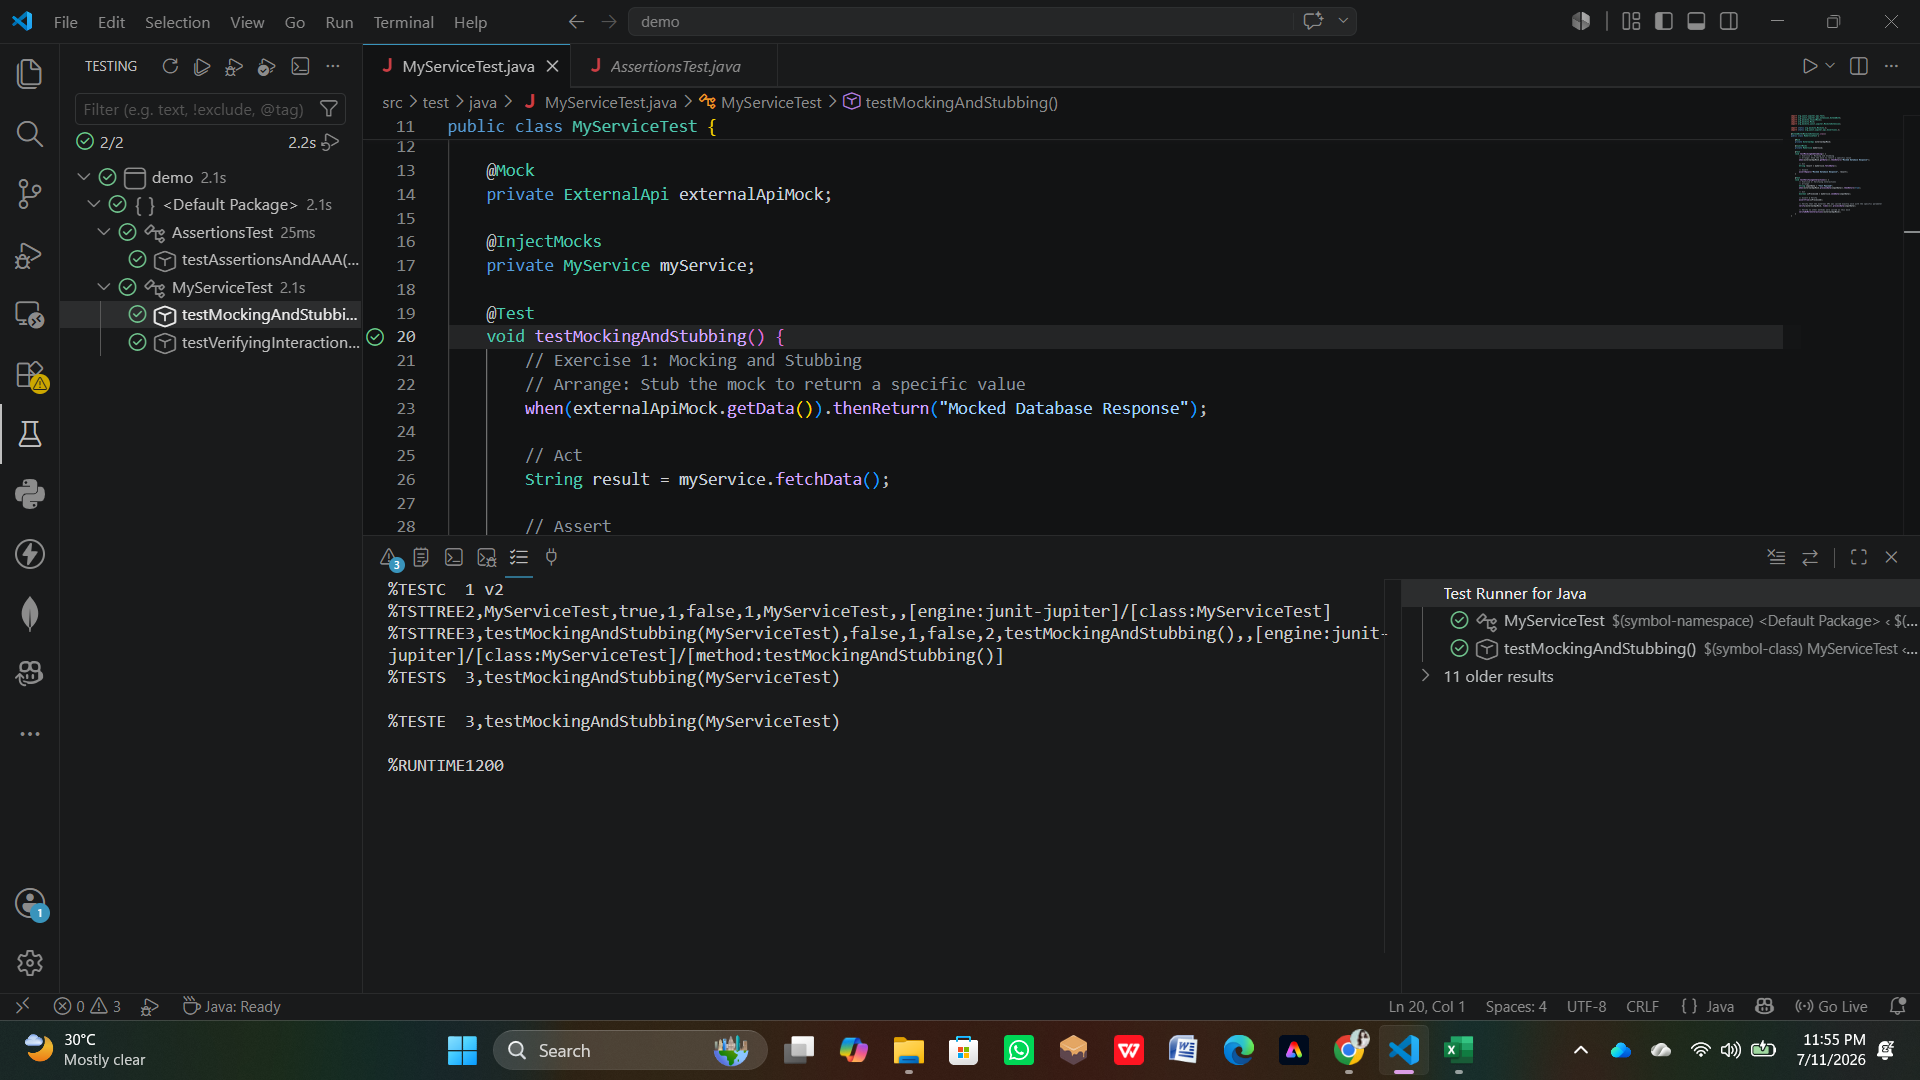 File Edit Selection View Go Run Terminal Help
demo
TESTING
Filter (e.g. text, !exclude, @tag)
2/2
2.2s
demo 2.1s
{ } <Default Package> 2.1s
AssertionsTest 25ms
testAssertionsAndAAA(...
MyServiceTest 2.1s
testMockingAndStubbi...
testVerifyingInteraction...
J MyServiceTest.java
J AssertionsTest.java
src > test > java > J MyServiceTest.java > MyServiceTest > testMockingAndStubbing()
11 public class MyServiceTest {
12
13 @Mock
14 private ExternalApi externalApiMock;
15
16 @InjectMocks
17 private MyService myService;
18
19 @Test
20 void testMockingAndStubbing() {
21 // Exercise 1: Mocking and Stubbing
22 // Arrange: Stub the mock to return a specific value
23 when(externalApiMock.getData()).thenReturn("Mocked Database Response");
24
25 // Act
26 String result = myService.fetchData();
27
28 // Assert
3
%TESTC 1 v2
%TSTTREE2,MyServiceTest,true,1,false,1,MyServiceTest,,[engine:junit-jupiter]/[class:MyServiceTest]
%TSTTREE3,testMockingAndStubbing(MyServiceTest),false,1,false,2,testMockingAndStubbing(),,[engine:junit-
jupiter]/[class:MyServiceTest]/[method:testMockingAndStubbing()]
%TESTS 3,testMockingAndStubbing(MyServiceTest)
%TESTE 3,testMockingAndStubbing(MyServiceTest)
%RUNTIME1200
Test Runner for Java
MyServiceTest $(symbol-namespace) <Default Package> ‹ $(...
testMockingAndStubbing() $(symbol-class) MyServiceTest ‹...
11 older results
1
0 3 Java: Ready
Ln 20, Col 1 Spaces: 4 UTF-8 CRLF { } Java Go Live
30°C
Mostly clear
Search
11:55 PM
7/11/2026